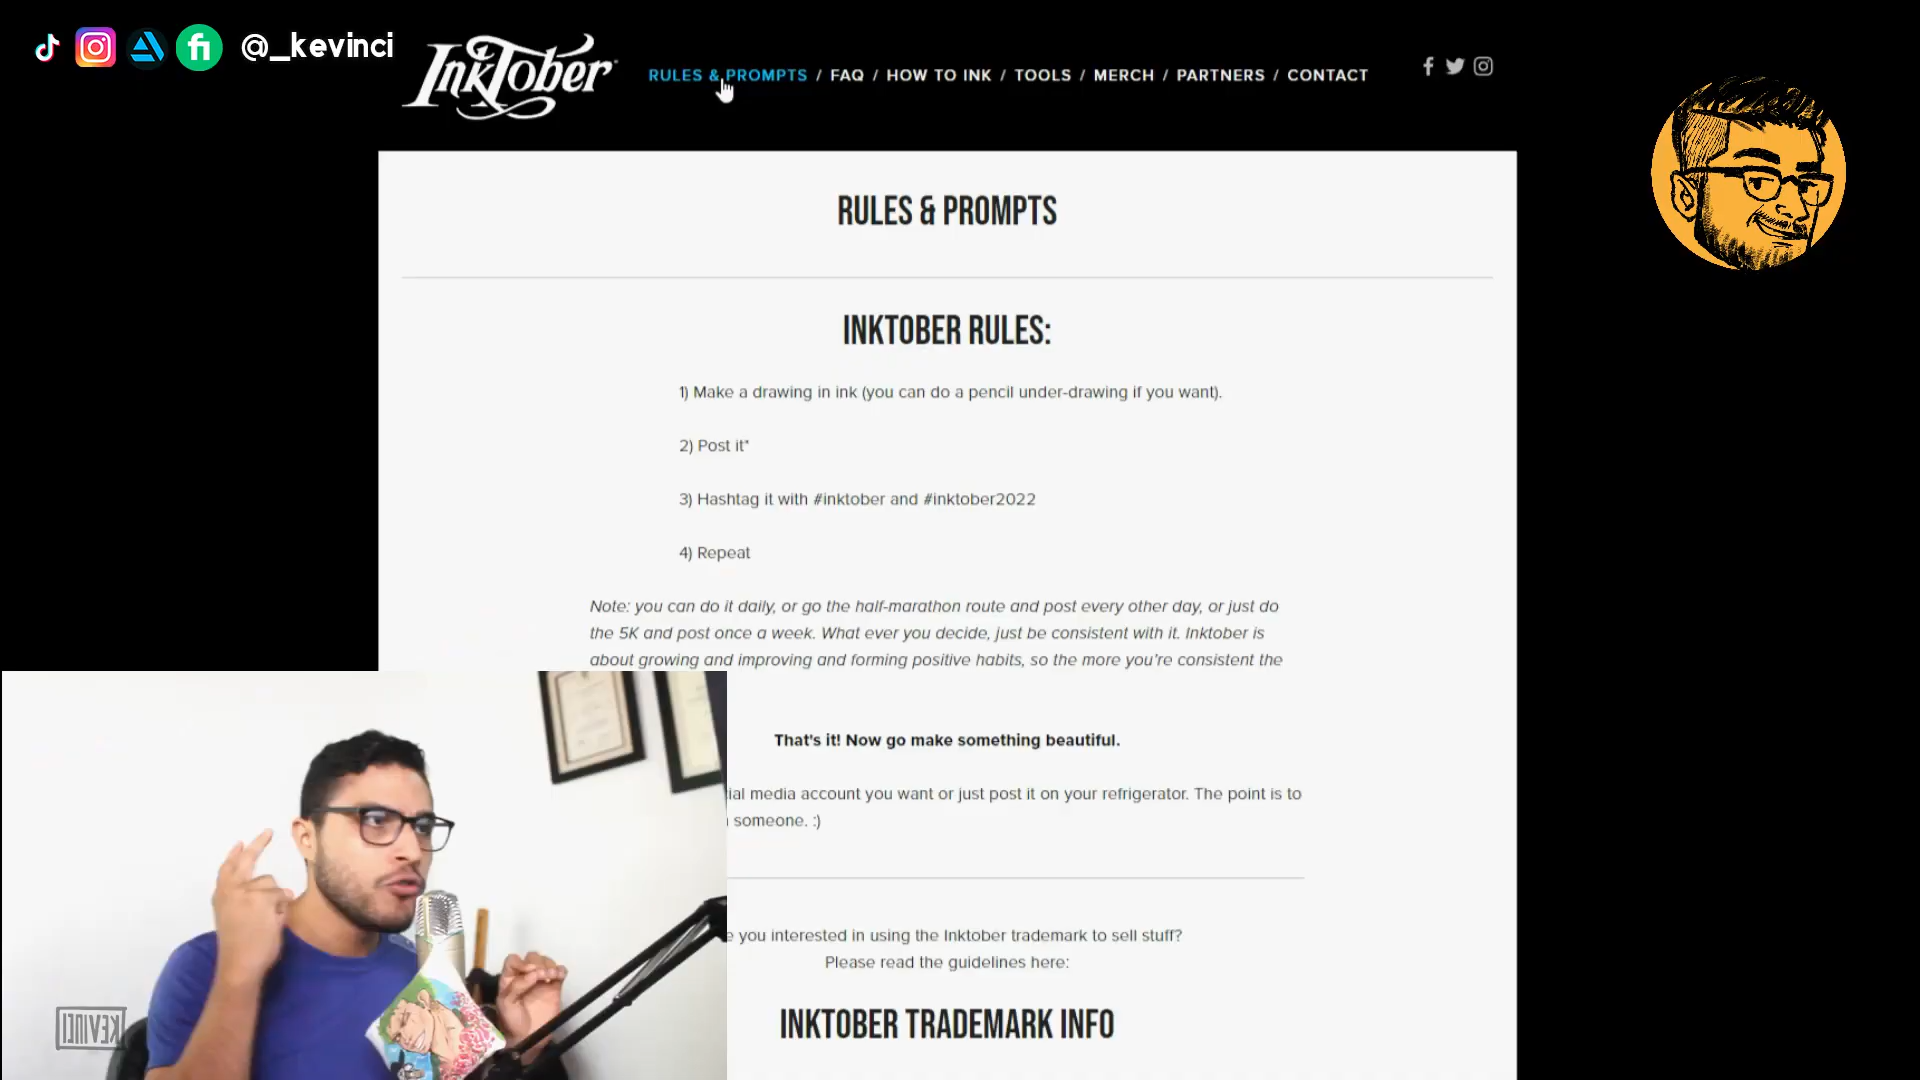 @_kevinci
InkTober
RULES & PROMPTS / FAQ / HOW TO INK / TOOLS / MERCH / PARTNERS / CONTACT
RULES & PROMPTS
INKTOBER RULES:
1) Make a drawing in ink (you can do a pencil under-drawing if you want).
2) Post it*
3) Hashtag it with #inktober and #inktober2022
4) Repeat
Note: you can do it daily, or go the half-marathon route and post every other day, or just do
the 5K and post once a week. What ever you decide, just be consistent with it. Inktober is
about growing and improving and forming positive habits, so the more you're consistent the
That's it! Now go make something beautiful.
ial media account you want or just post it on your refrigerator. The point is to
someone. :)
e you interested in using the Inktober trademark to sell stuff?
Please read the guidelines here:
INKTOBER TRADEMARK INFO
KEVINCI